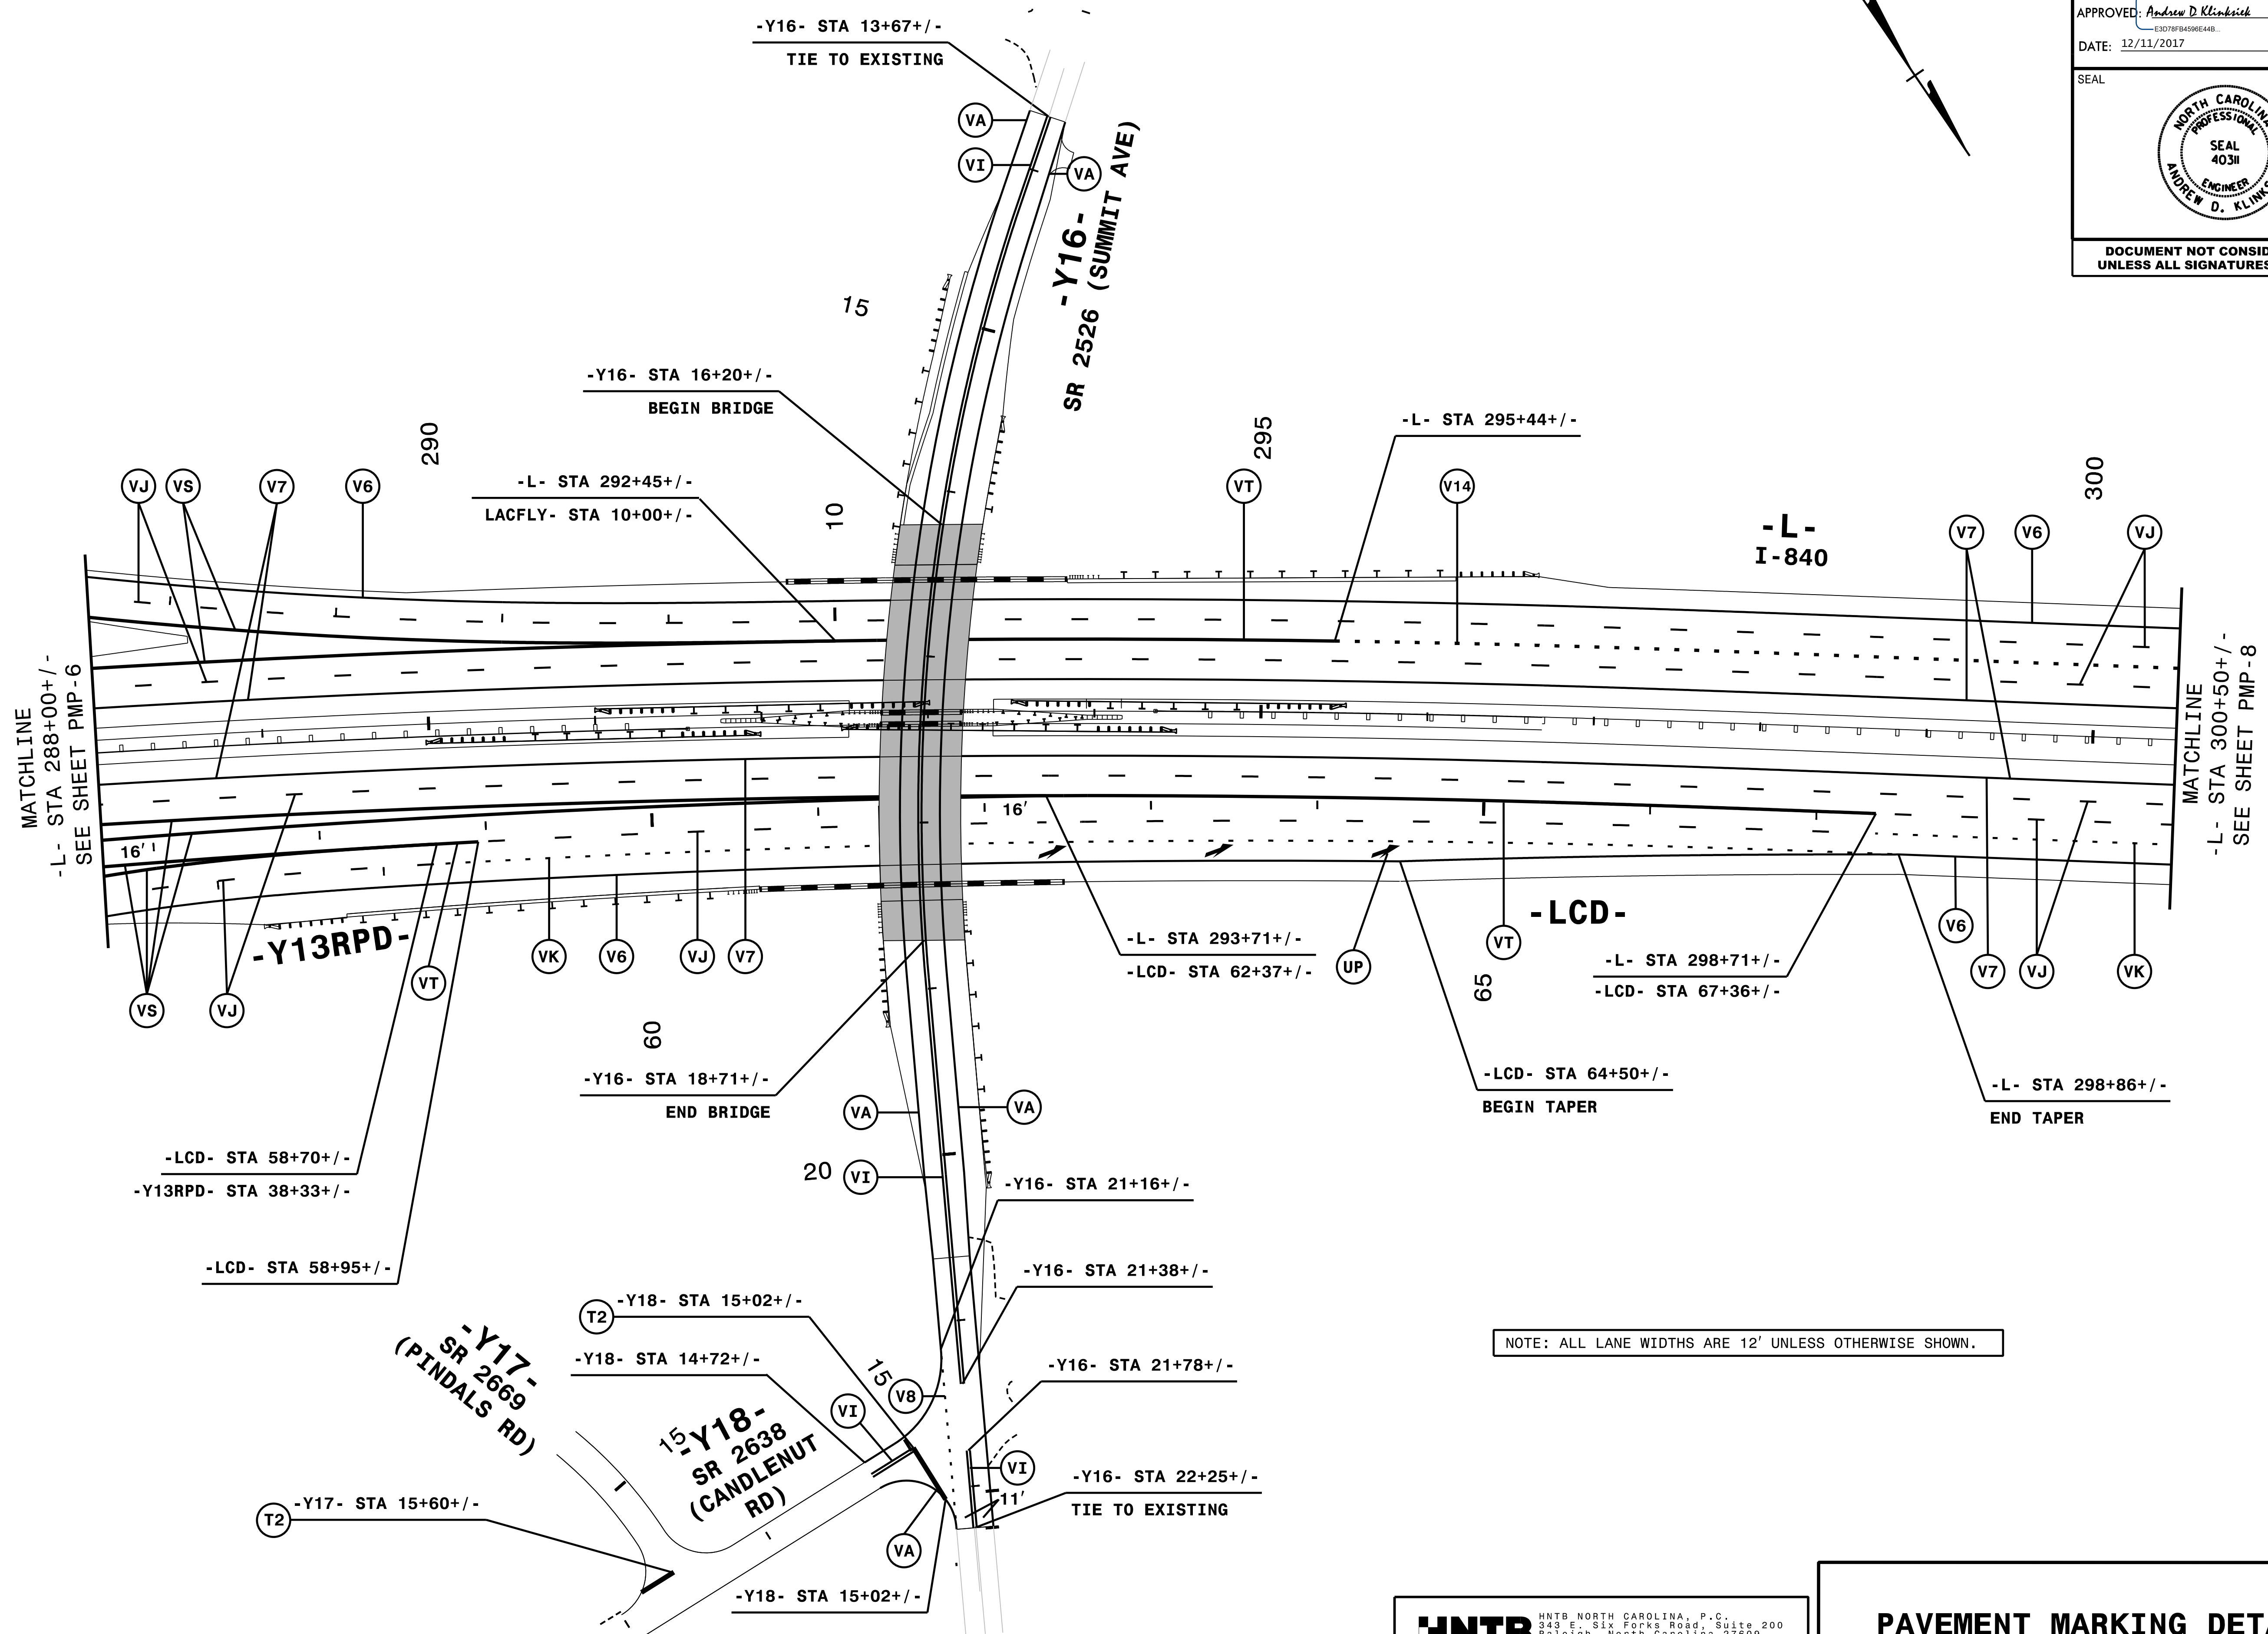 -Y16- STA 13+67+/-
TIE TO EXISTING
APPROVED: Andrew D Klinksiek
E3D78FB4596E44B...
DATE: 12/11/2017
SEAL
NORTH CAROLINA
PROFESSIONAL
SEAL
40311
ENGINEER
ANDREW D.
DOCUMENT NOT
UNLESS ALL SIGNATURES
VA
VI
VA
-Y16-
SR 2526 (SUMMIT AVE)
15
-Y16- STA 16+20+/-
BEGIN BRIDGE
290
295
-L- STA 295+44+/-
300
VJ
VS
V7
V6
-L- STA 292+45+/-
LACFLY- STA 10+00+/-
10
VT
V14
-L-
I-840
V7
V6
VJ
MATCHLINE
-L- STA 288+00+/-
SEE SHEET PMP-6
MATCHLINE
-L- STA 300+50+/-
SEE SHEET PMP-8
16'
16'
-Y13RPD-
-LCD-
VS
VJ
VT
VK
V6
VJ
V7
-L- STA 293+71+/-
-LCD- STA 62+37+/-
UP
VT
65
-L- STA 298+71+/-
-LCD- STA 67+36+/-
V6
V7
VJ
VK
60
-Y16- STA 18+71+/-
END BRIDGE
VA
VA
-LCD- STA 64+50+/-
BEGIN TAPER
-L- STA 298+86+/-
END TAPER
-LCD- STA 58+70+/-
-Y13RPD- STA 38+33+/-
20
VI
-Y16- STA 21+16+/-
-LCD- STA 58+95+/-
-Y16- STA 21+38+/-
T2
-Y18- STA 15+02+/-
-Y17-
SR 2669
(PINDALS RD)
-Y18- STA 14+72+/-
15
V8
-Y16- STA 21+78+/-
NOTE: ALL LANE WIDTHS ARE 12' UNLESS OTHERWISE SHOWN.
VI
15
-Y18-
SR 2638
(CANDLENUT
RD)
VI
-Y16- STA 22+25+/-
TIE TO EXISTING
11'
T2
-Y17- STA 15+60+/-
VA
-Y18- STA 15+02+/-
HNTB
HNTB NORTH CAROLINA, P.C.
343 E. Six Forks Road, Suite 200
Raleigh, North Carolina 27609
PAVEMENT MARKING